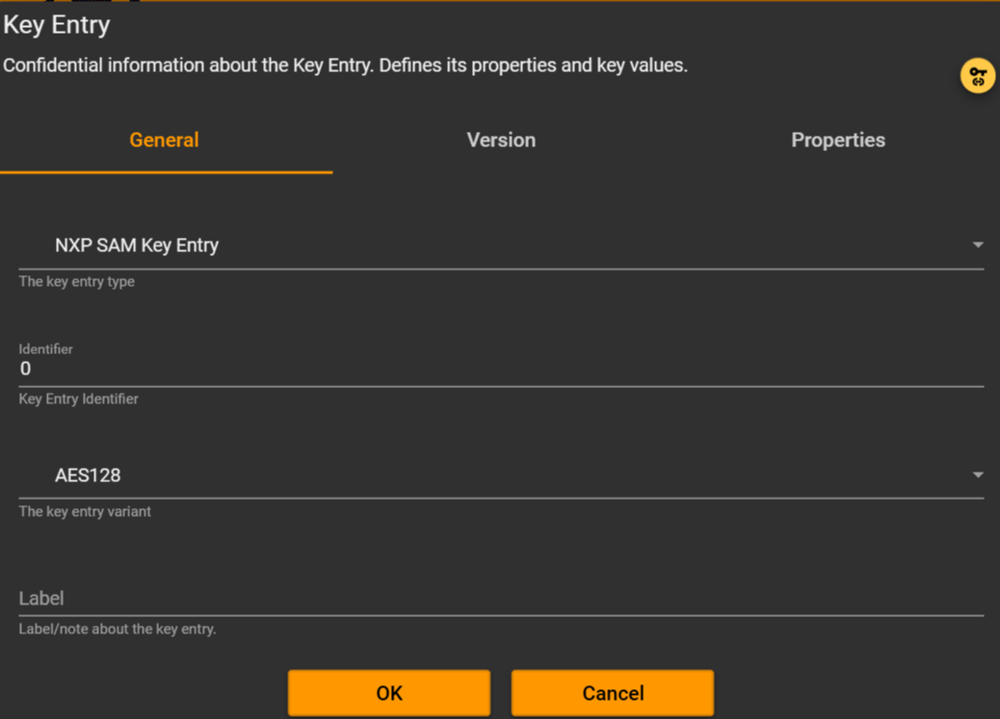 Key Entry
Confidential information about the Key Entry. Defines its properties and key values.
General Version Properties
NXP SAM Key Entry
The key entry type
Identifier
0
Key Entry Identifier
AES128
The key entry variant
Label
Label/note about the key entry.
OK Cancel